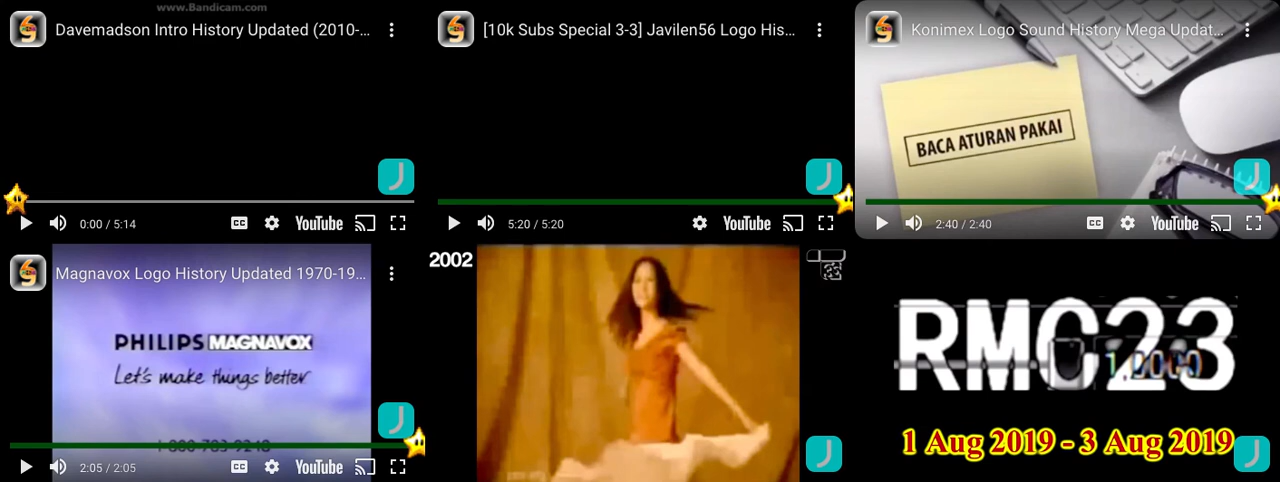 www.Bandicam.com
Davemadson Intro History Updated (2010-...
0:00 / 5:14
CC
YouTube
[10k Subs Special 3-3] Javilen56 Logo His...
5:20 / 5:20
YouTube
Konimex Logo Sound History Mega Updat...
BACA ATURAN PAKAI
2:40 / 2:40
CC
YouTube
Magnavox Logo History Updated 1970-19...
PHILIPS MAGNAVOX
Let's make things better
2:05 / 2:05
CC
YouTube
2002
RMC23
1 Aug 2019 - 3 Aug 2019